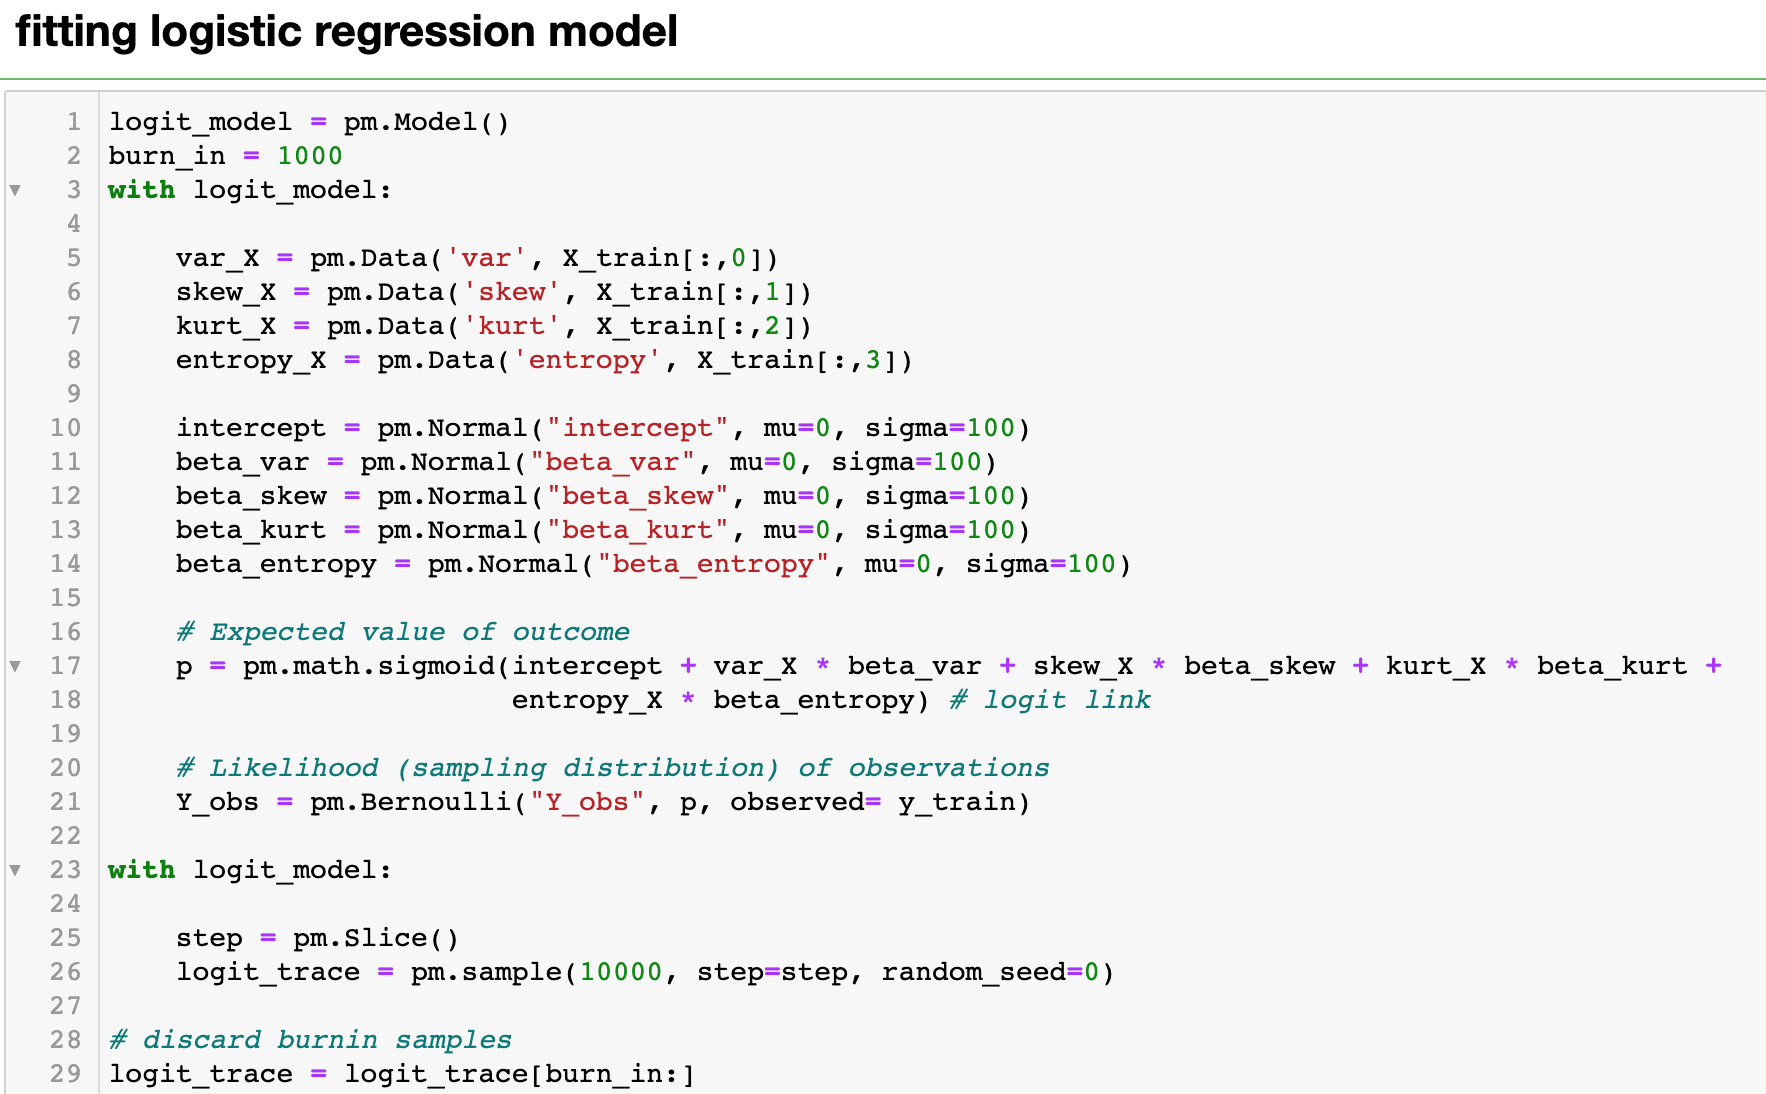 fitting logistic regression model
1 logit_model = pm.Model()
2 burn_in = 1000
3 with logit_model:
4
5     var_X = pm.Data('var', X_train[:,0])
6     skew_X = pm.Data('skew', X_train[:,1])
7     kurt_X = pm.Data('kurt', X_train[:,2])
8     entropy_X = pm.Data('entropy', X_train[:,3])
9
10     intercept = pm.Normal("intercept", mu=0, sigma=100)
11     beta_var = pm.Normal("beta_var", mu=0, sigma=100)
12     beta_skew = pm.Normal("beta_skew", mu=0, sigma=100)
13     beta_kurt = pm.Normal("beta_kurt", mu=0, sigma=100)
14     beta_entropy = pm.Normal("beta_entropy", mu=0, sigma=100)
15
16     # Expected value of outcome
17     p = pm.math.sigmoid(intercept + var_X * beta_var + skew_X * beta_skew + kurt_X * beta_kurt +
18                         entropy_X * beta_entropy) # logit link
19
20     # Likelihood (sampling distribution) of observations
21     Y_obs = pm.Bernoulli("Y_obs", p, observed= y_train)
22
23 with logit_model:
24
25     step = pm.Slice()
26     logit_trace = pm.sample(10000, step=step, random_seed=0)
27
28 # discard burnin samples
29 logit_trace = logit_trace[burn_in:]